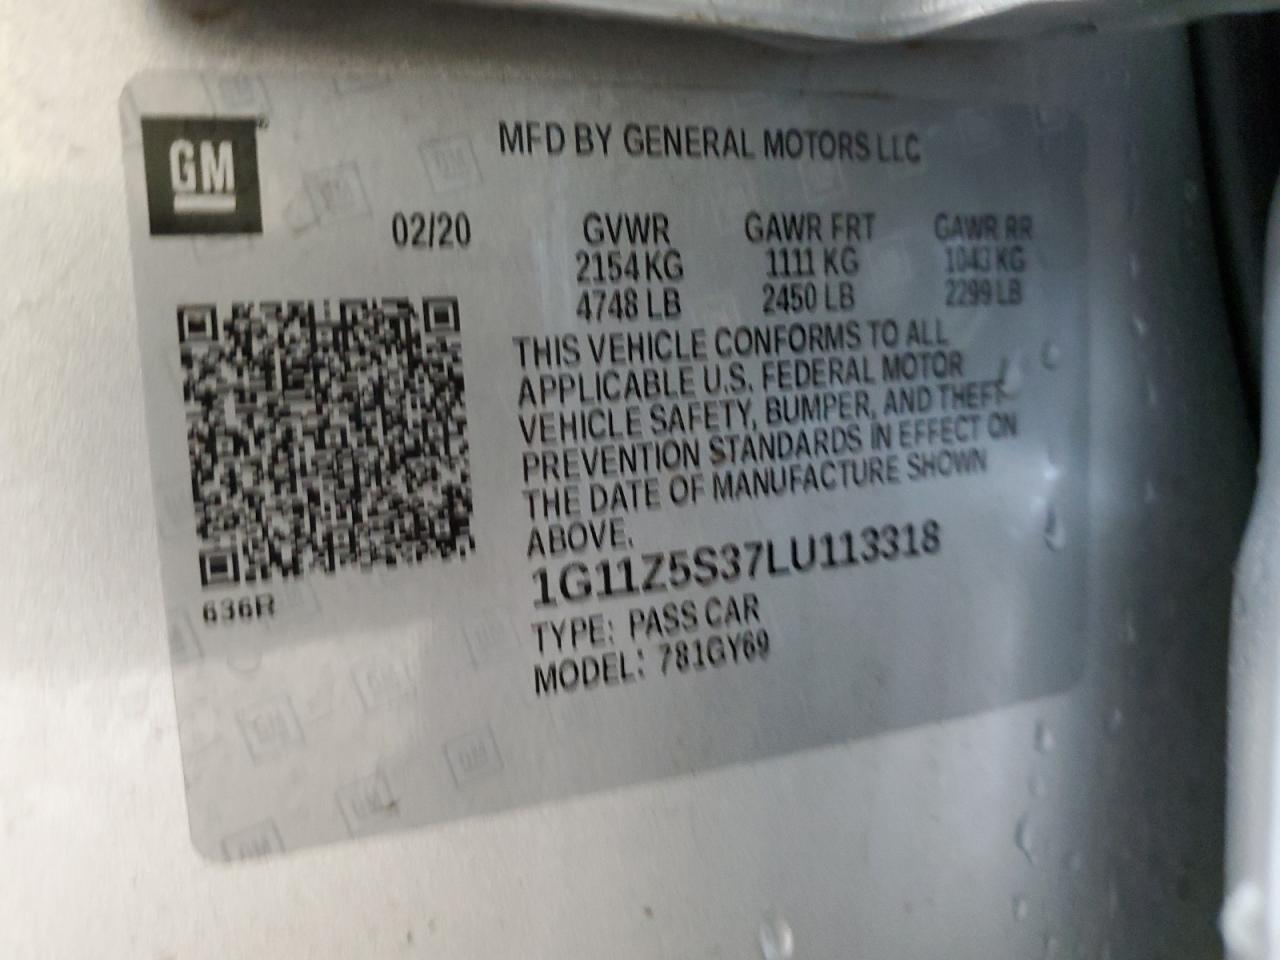 GM
MFD BY GENERAL MOTORS LLC
02/20 GVWR GAWR FRT GAWR RR
2154 KG 1111 KG 1043 KG
4748 LB 2450 LB 2299 LB
THIS VEHICLE CONFORMS TO ALL
APPLICABLE U.S. FEDERAL MOTOR
VEHICLE SAFETY, BUMPER, AND THEFT
PREVENTION STANDARDS IN EFFECT ON
THE DATE OF MANUFACTURE SHOWN
ABOVE.
1G11Z5S37LU113318
636R
TYPE: PASS CAR
MODEL: 781GY69